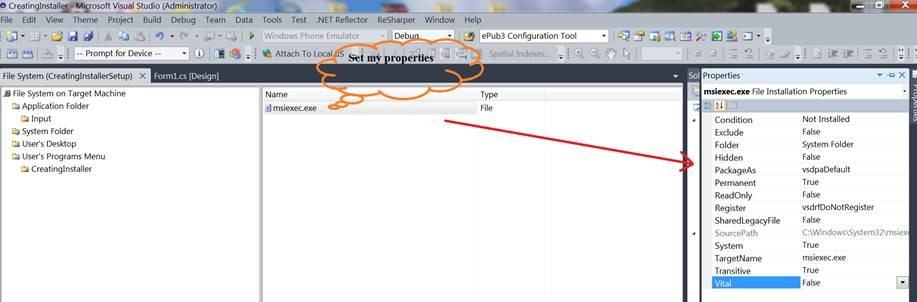 CreatingInstaller - Microsoft Visual Studio (Administrator)
File Edit View Theme Project Build Debug Team Data Tools Test .NET Reflector ReSharper Window Help
Windows Phone Emulator Debug ePub3 Configuration Tool
-- Prompt for Device -- Attach To Local IIS Spatial Indexes...
Set my properties
File System (CreatingInstallerSetup) Form1.cs [Design]
File System on Target Machine
Application Folder
Input
System Folder
User's Desktop
User's Programs Menu
CreatingInstaller
Name Type
msiexec.exe File
Properties
msiexec.exe File Installation Properties
Condition Not Installed
Exclude False
Folder System Folder
Hidden False
PackageAs vsdpaDefault
Permanent True
ReadOnly False
Register vsdrfDoNotRegister
SharedLegacyFile False
SourcePath C:\Windows\System32\msiexec
System True
TargetName msiexec.exe
Transitive True
Vital False
Properties